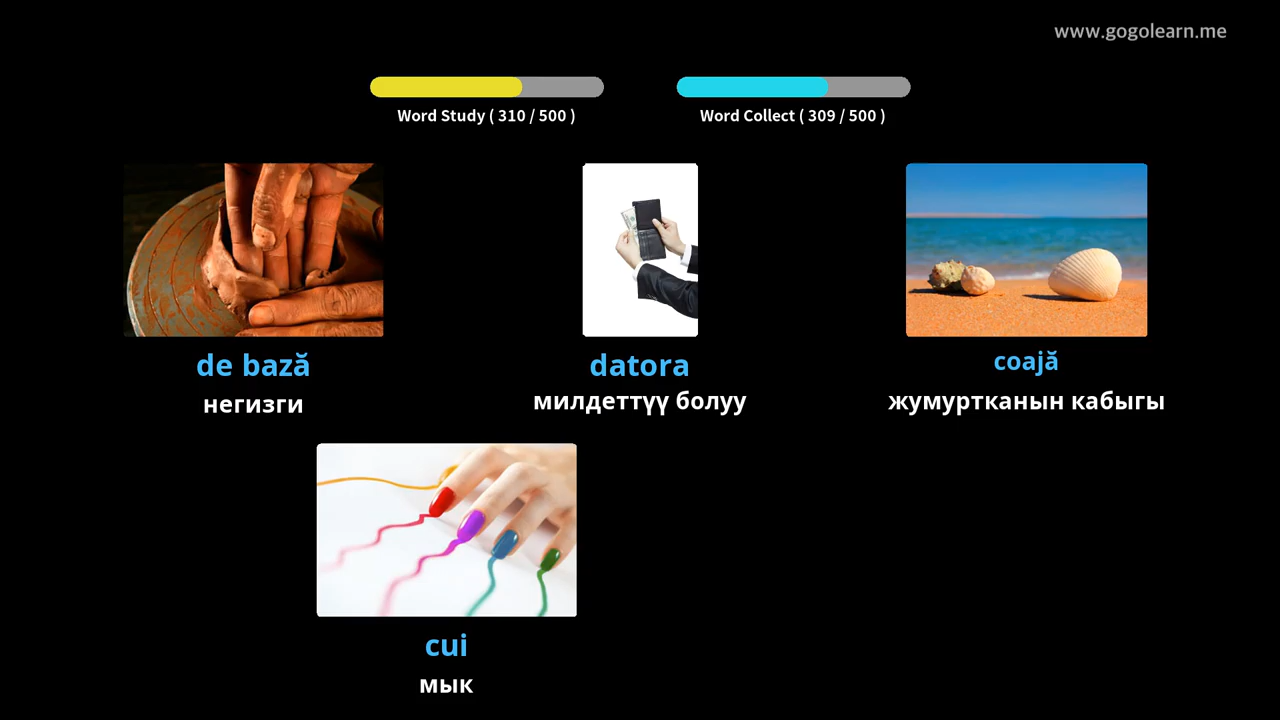 www.gogolearn.me
Word Study ( 310 / 500 )
Word Collect ( 309 / 500 )
de bază
datora
coajă
негизги
милдеттүү болуу
жумуртканын кабыгы
cui
мык